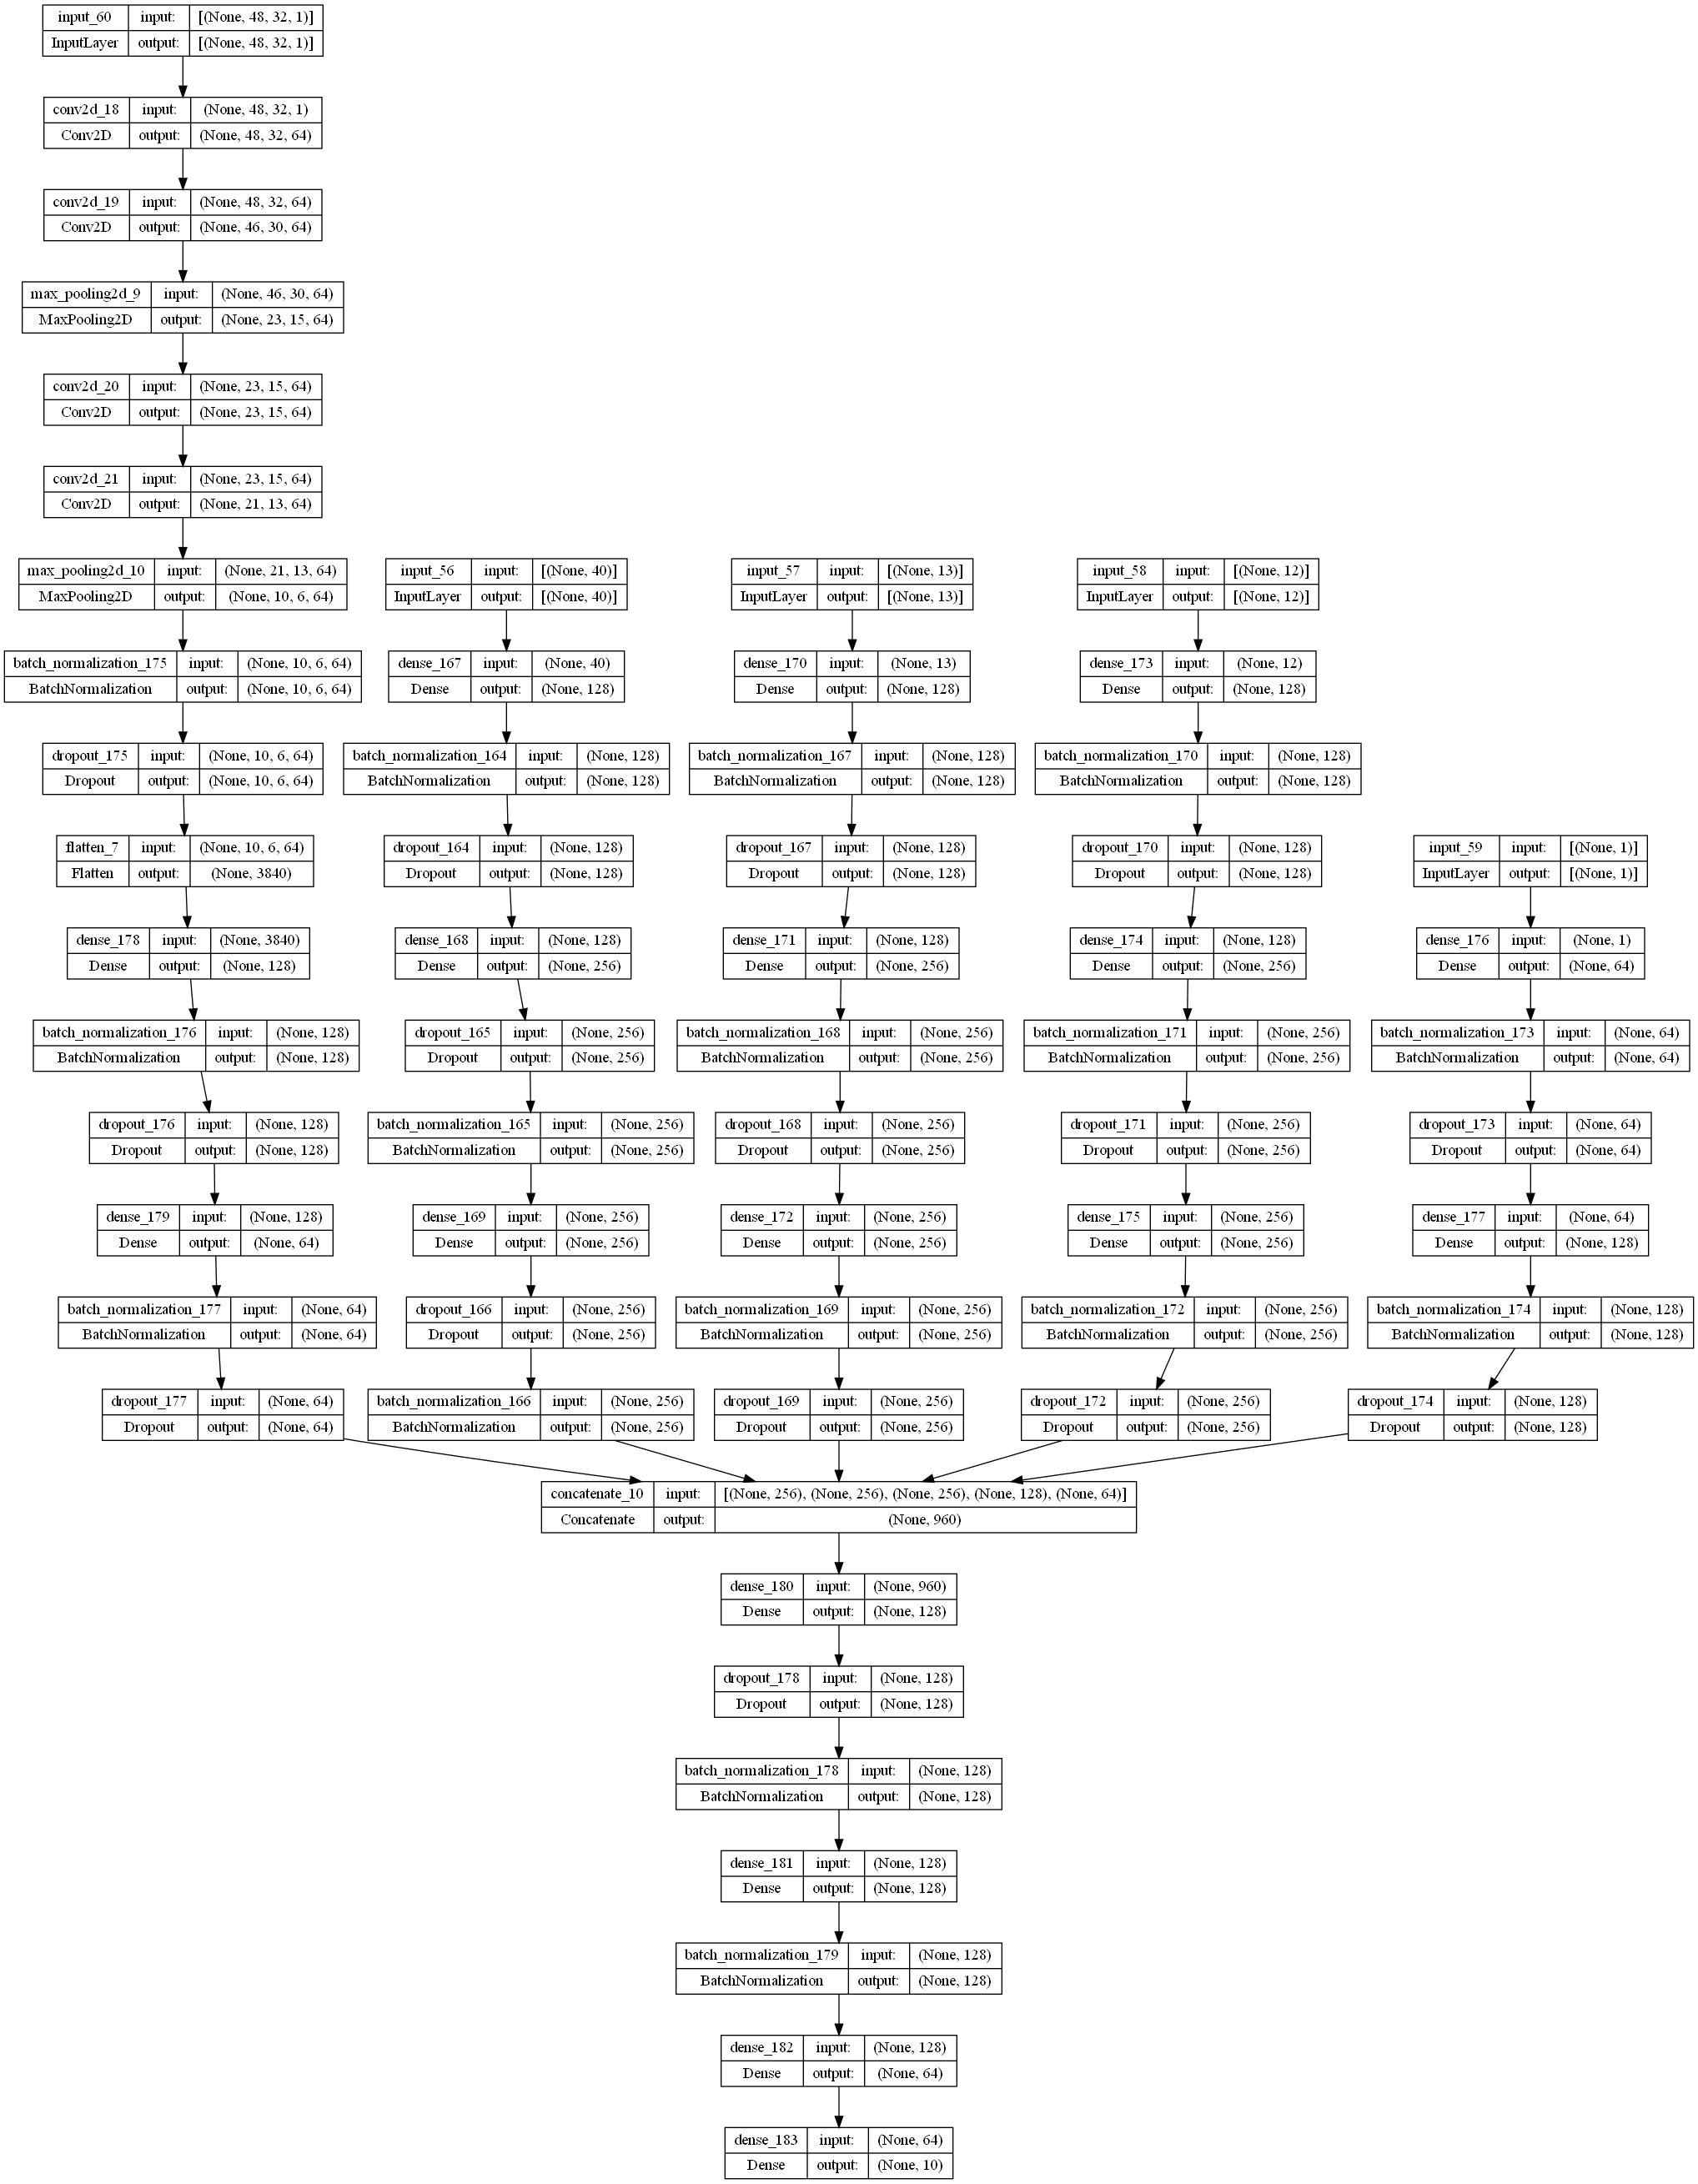 input_60 input: [(None, 48, 32, 1)]
InputLayer output: [(None, 48, 32, 1)]
conv2d_18 input: (None, 48, 32, 1)
Conv2D output: (None, 48, 32, 64)
conv2d_19 input: (None, 48, 32, 64)
Conv2D output: (None, 46, 30, 64)
max_pooling2d_9 input: (None, 46, 30, 64)
MaxPooling2D output: (None, 23, 15, 64)
conv2d_20 input: (None, 23, 15, 64)
Conv2D output: (None, 23, 15, 64)
conv2d_21 input: (None, 23, 15, 64)
Conv2D output: (None, 21, 13, 64)
max_pooling2d_10 input: (None, 21, 13, 64)
MaxPooling2D output: (None, 10, 6, 64)
batch_normalization_175 input: (None, 10, 6, 64)
BatchNormalization output: (None, 10, 6, 64)
dropout_175 input: (None, 10, 6, 64)
Dropout output: (None, 10, 6, 64)
flatten_7 input: (None, 10, 6, 64)
Flatten output: (None, 3840)
dense_178 input: (None, 3840)
Dense output: (None, 128)
batch_normalization_176 input: (None, 128)
BatchNormalization output: (None, 128)
dropout_176 input: (None, 128)
Dropout output: (None, 128)
dense_179 input: (None, 128)
Dense output: (None, 64)
batch_normalization_177 input: (None, 64)
BatchNormalization output: (None, 64)
dropout_177 input: (None, 64)
Dropout output: (None, 64)
input_56 input: [(None, 40)]
InputLayer output: [(None, 40)]
dense_167 input: (None, 40)
Dense output: (None, 128)
batch_normalization_164 input: (None, 128)
BatchNormalization output: (None, 128)
dropout_164 input: (None, 128)
Dropout output: (None, 128)
dense_168 input: (None, 128)
Dense output: (None, 256)
dropout_165 input: (None, 256)
Dropout output: (None, 256)
batch_normalization_165 input: (None, 256)
BatchNormalization output: (None, 256)
dense_169 input: (None, 256)
Dense output: (None, 256)
dropout_166 input: (None, 256)
Dropout output: (None, 256)
batch_normalization_166 input: (None, 256)
BatchNormalization output: (None, 256)
input_57 input: [(None, 13)]
InputLayer output: [(None, 13)]
dense_170 input: (None, 13)
Dense output: (None, 128)
batch_normalization_167 input: (None, 128)
BatchNormalization output: (None, 128)
dropout_167 input: (None, 128)
Dropout output: (None, 128)
dense_171 input: (None, 128)
Dense output: (None, 256)
batch_normalization_168 input: (None, 256)
BatchNormalization output: (None, 256)
dropout_168 input: (None, 256)
Dropout output: (None, 256)
dense_172 input: (None, 256)
Dense output: (None, 256)
batch_normalization_169 input: (None, 256)
BatchNormalization output: (None, 256)
dropout_169 input: (None, 256)
Dropout output: (None, 256)
input_58 input: [(None, 12)]
InputLayer output: [(None, 12)]
dense_173 input: (None, 12)
Dense output: (None, 128)
batch_normalization_170 input: (None, 128)
BatchNormalization output: (None, 128)
dropout_170 input: (None, 128)
Dropout output: (None, 128)
dense_174 input: (None, 128)
Dense output: (None, 256)
batch_normalization_171 input: (None, 256)
BatchNormalization output: (None, 256)
dropout_171 input: (None, 256)
Dropout output: (None, 256)
dense_175 input: (None, 256)
Dense output: (None, 256)
batch_normalization_172 input: (None, 256)
BatchNormalization output: (None, 256)
dropout_172 input: (None, 256)
Dropout output: (None, 256)
input_59 input: [(None, 1)]
InputLayer output: [(None, 1)]
dense_176 input: (None, 1)
Dense output: (None, 64)
batch_normalization_173 input: (None, 64)
BatchNormalization output: (None, 64)
dropout_173 input: (None, 64)
Dropout output: (None, 64)
dense_177 input: (None, 64)
Dense output: (None, 128)
batch_normalization_174 input: (None, 128)
BatchNormalization output: (None, 128)
dropout_174 input: (None, 128)
Dropout output: (None, 128)
concatenate_10 input: [(None, 256), (None, 256), (None, 256), (None, 128), (None, 64)]
Concatenate output: (None, 960)
dense_180 input: (None, 960)
Dense output: (None, 128)
dropout_178 input: (None, 128)
Dropout output: (None, 128)
batch_normalization_178 input: (None, 128)
BatchNormalization output: (None, 128)
dense_181 input: (None, 128)
Dense output: (None, 128)
batch_normalization_179 input: (None, 128)
BatchNormalization output: (None, 128)
dense_182 input: (None, 128)
Dense output: (None, 64)
dense_183 input: (None, 64)
Dense output: (None, 10)